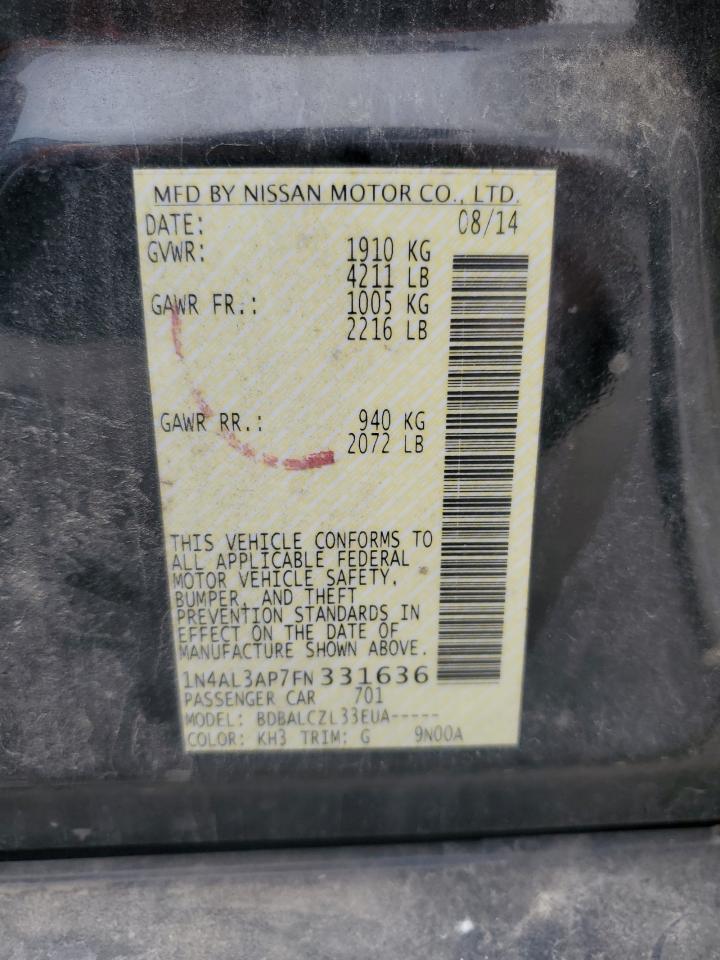 MFD BY NISSAN MOTOR CO., LTD.
DATE: 08/14
GVWR: 1910 KG
4211 LB
GAWR FR.: 1005 KG
2216 LB
GAWR RR.: 940 KG
2072 LB
THIS VEHICLE CONFORMS TO
ALL APPLICABLE FEDERAL
MOTOR VEHICLE SAFETY,
BUMPER, AND THEFT
PREVENTION STANDARDS IN
EFFECT ON THE DATE OF
MANUFACTURE SHOWN ABOVE.
1N4AL3AP7FN331636
PASSENGER CAR 701
MODEL: BDBALCZL33EUA-----
COLOR: KH3 TRIM: G 9N00A